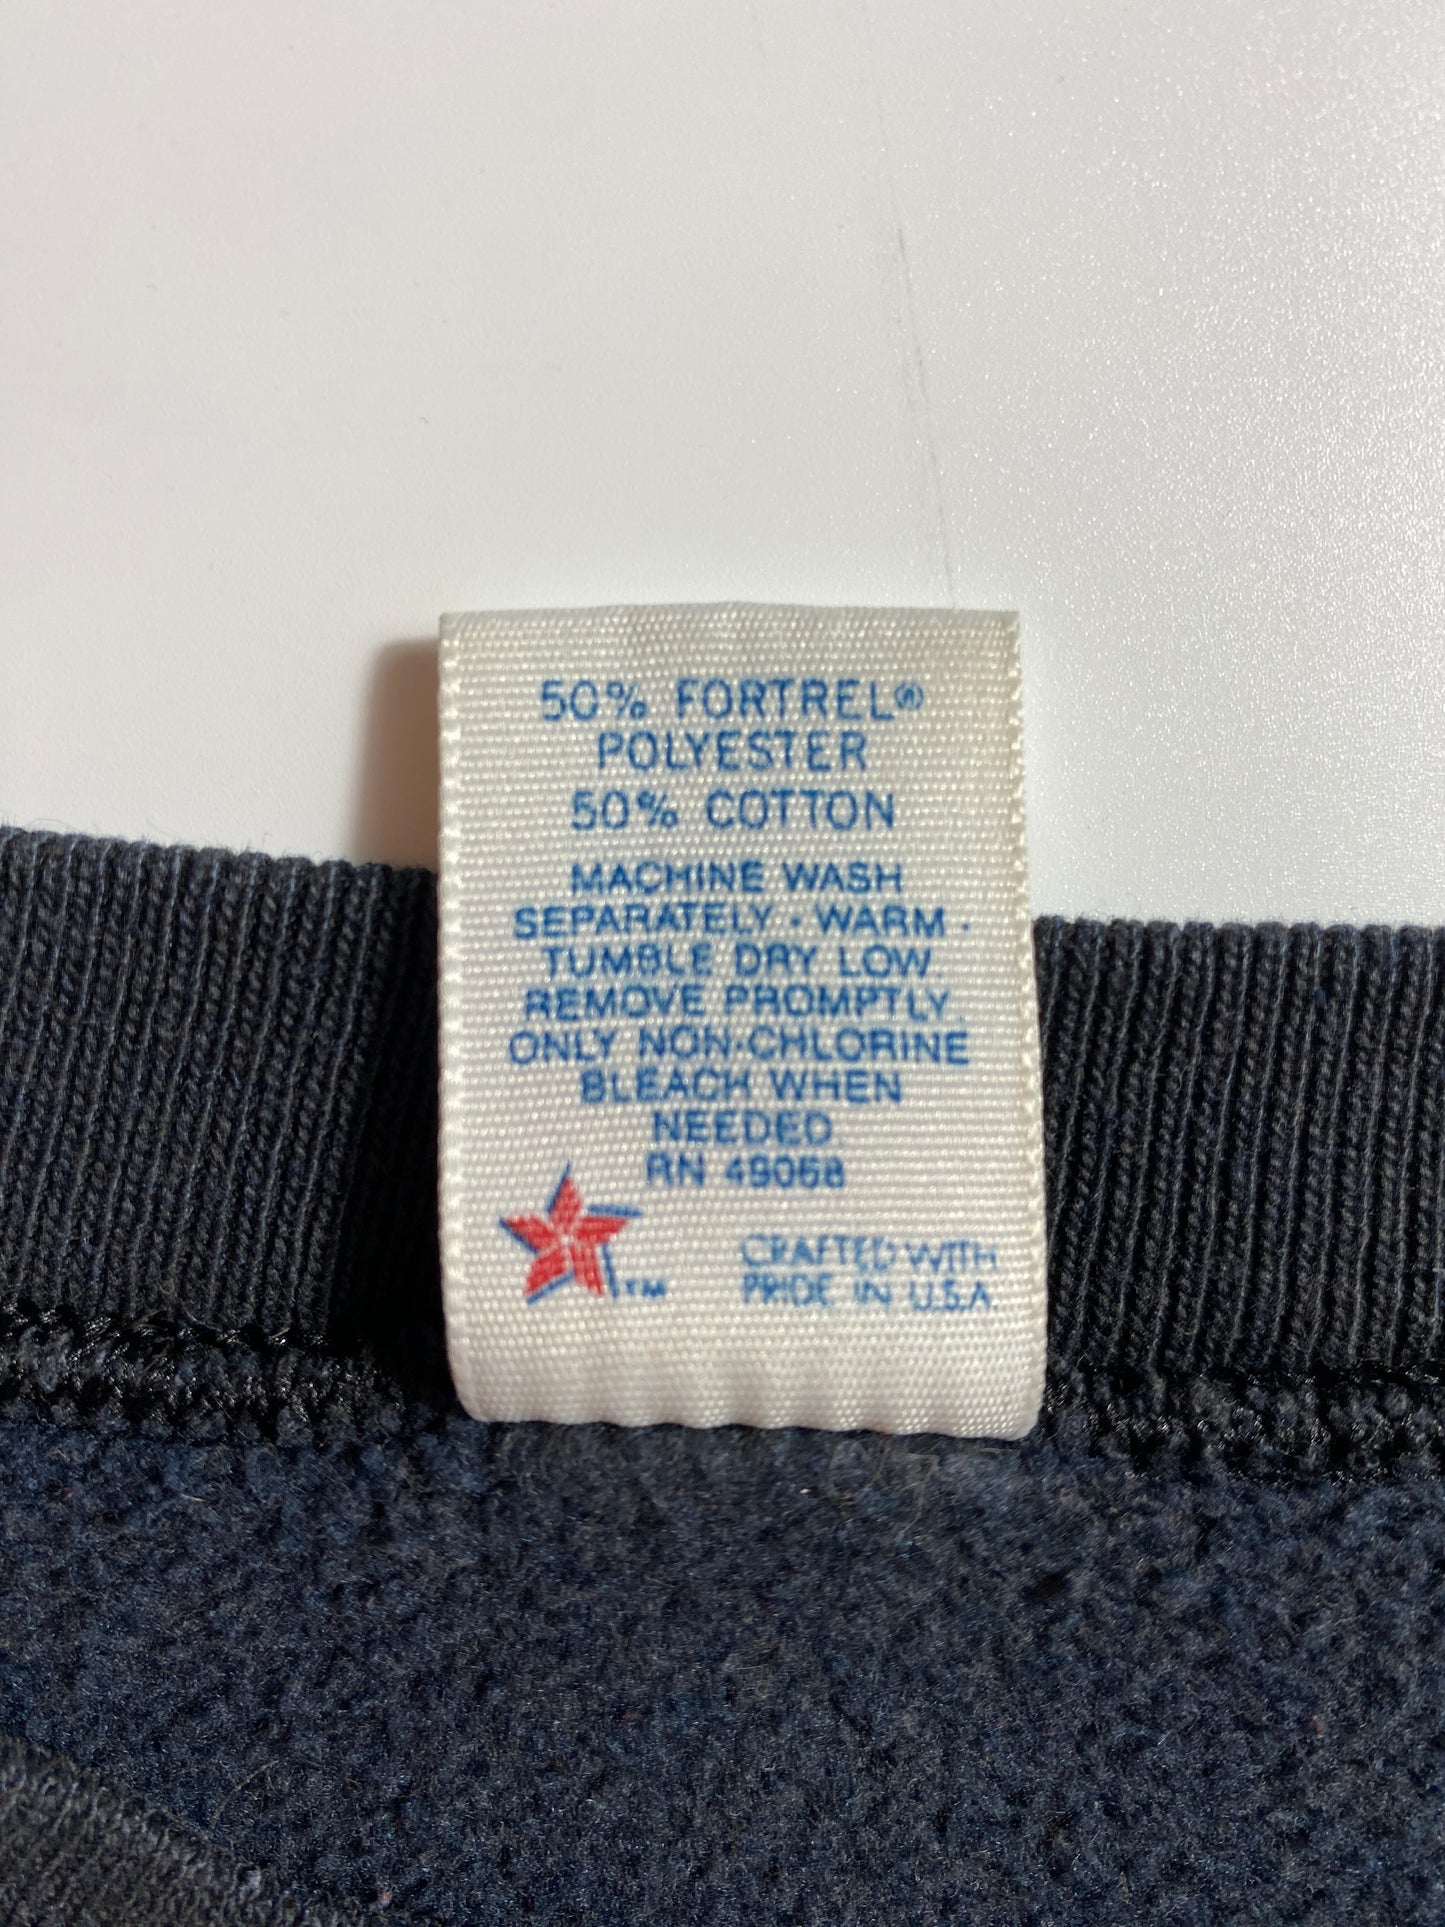 50% FORTREL®
POLYESTER
50% COTTON
MACHINE WASH
SEPARATELY - WARM -
TUMBLE DRY LOW.
REMOVE PROMPTLY.
ONLY NON-CHLORINE
BLEACH WHEN
NEEDED.
RN 49068
TM
CRAFTED WITH
PRIDE IN U.S.A.